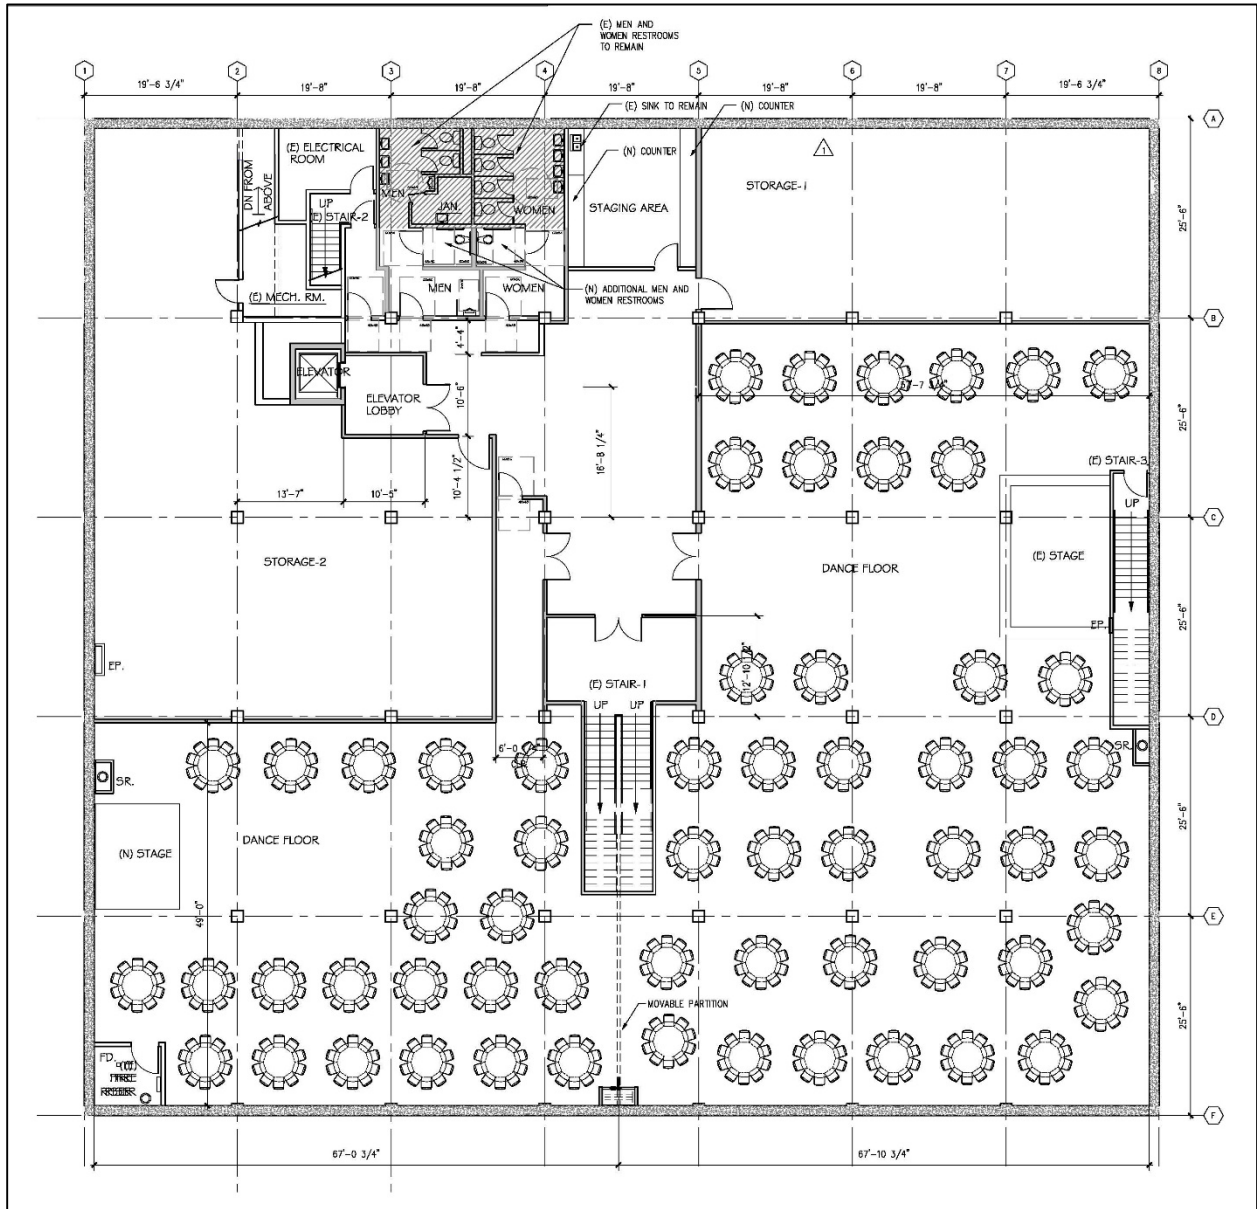 (E) MEN AND
WOMEN RESTROOMS
TO REMAIN
1
2
3
4
5
6
7
8
19'-6 3/4"
19'-8"
19'-8"
19'-8"
19'-8"
19'-8"
19'-6 3/4"
(E) SINK TO REMAIN
(N) COUNTER
A
(E) ELECTRICAL
ROOM
(N) COUNTER
1
DN FROM
ABOVE
UP
(E) STAIR-2
MEN
JAN.
WOMEN
STAGING AREA
STORAGE-1
25'-6"
(E) MECH. RM.
MEN
WOMEN
(N) ADDITIONAL MEN AND
WOMEN RESTROOMS
B
4'-4"
ELEVATOR
ELEVATOR
LOBBY
10'-6"
16'-8 1/4"
25'-6"
13'-7"
10'-5"
10'-4 1/2"
(E) STAIR-3
UP
C
STORAGE-2
DANCE FLOOR
(E) STAGE
EP.
EP.
25'-6"
(E) STAIR-1
12'-10 1/2"
UP
UP
D
SR.
SR.
DANCE FLOOR
(N) STAGE
25'-6"
49'-0"
E
MOVABLE PARTITION
25'-6"
FD.
F
67'-0 3/4"
67'-10 3/4"